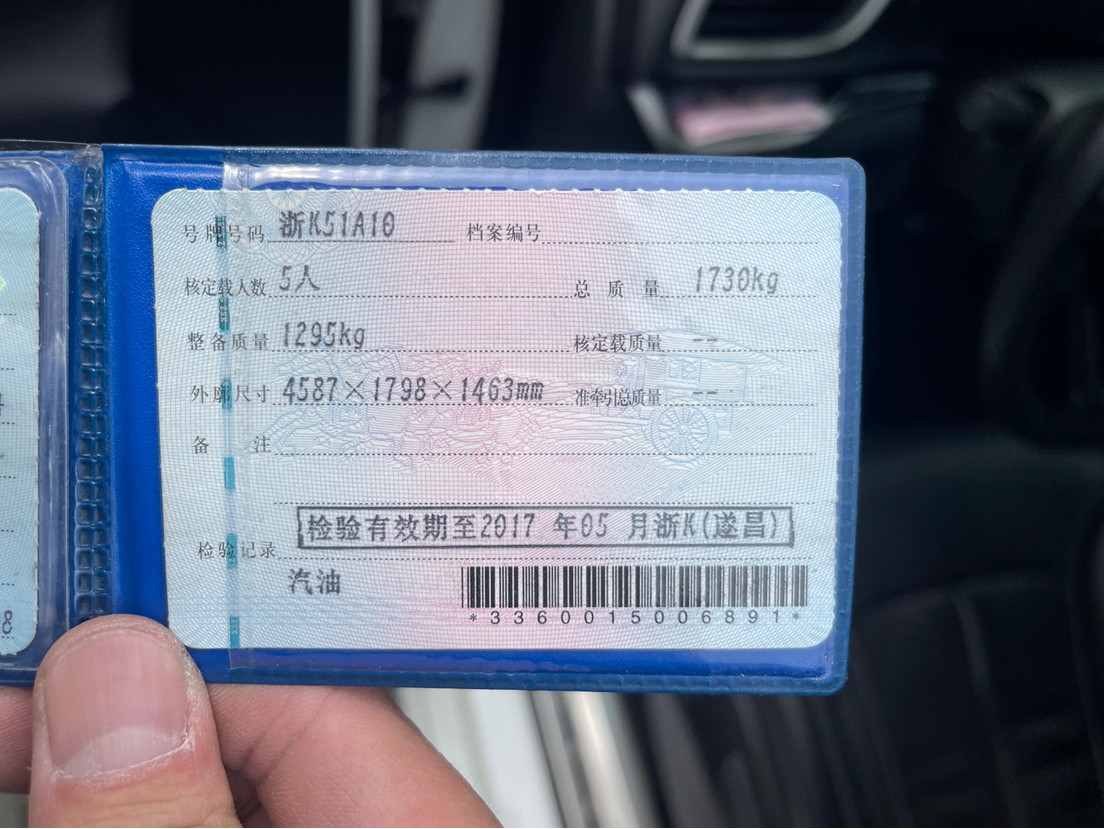 号牌号码 浙K51A10 档案编号
核定载人数 5人 总质量 1730kg
整备质量 1295kg 核定载质量 --
外廓尺寸 4587×1798×1463mm 准牵引总质量 --
备注
检验有效期至2017 年05 月浙K(遂昌)
检验记录
汽油
*3360015006891*
8